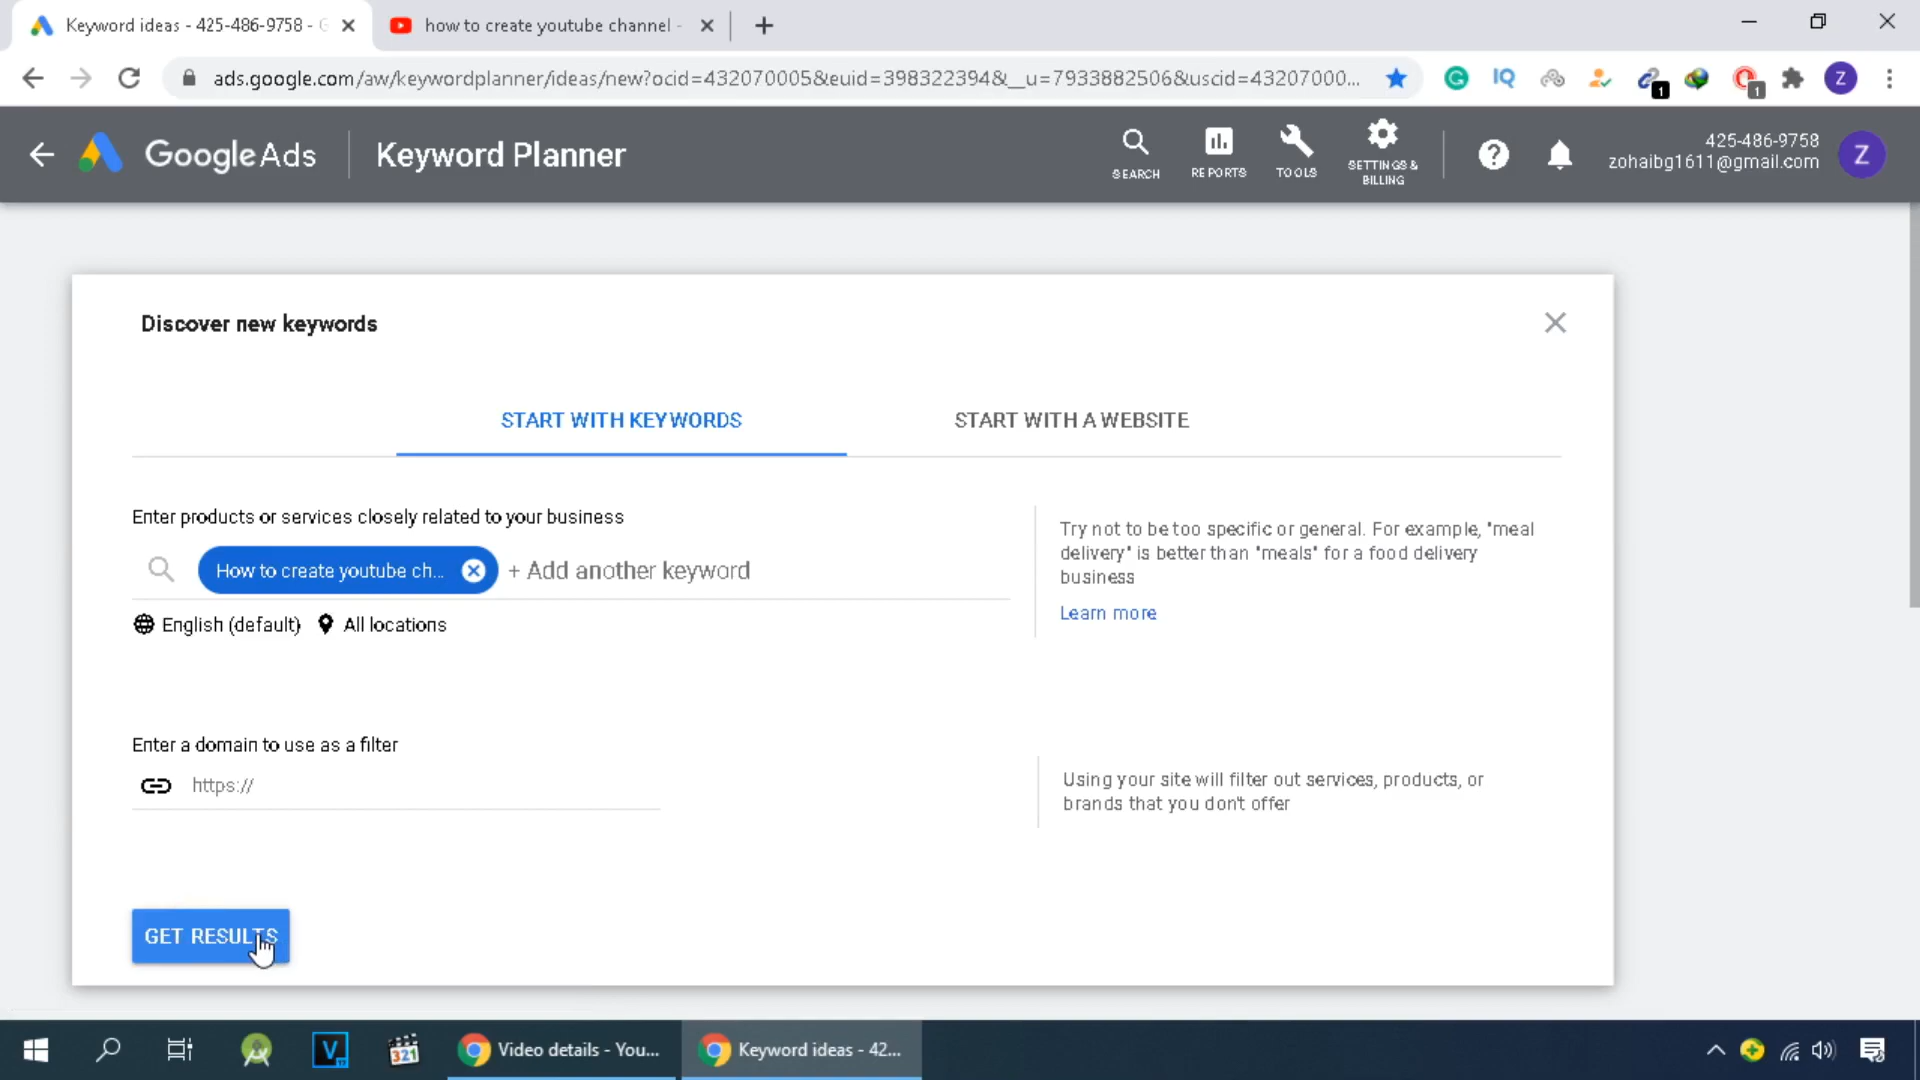 Keyword ideas - 425-486-9758 - G
how to create youtube channel -
ads.google.com/aw/keywordplanner/ideas/new?ocid=432070005&euid=398322394&__u=7933882506&uscid=43207000...
IQ
1
1
Z
Google Ads
Keyword Planner
SEARCH
REPORTS
TOOLS
SETTINGS & BILLING
425-486-9758
zohaibg1611@gmail.com
Z
Discover new keywords
START WITH KEYWORDS
START WITH A WEBSITE
Enter products or services closely related to your business
How to create youtube ch...
+ Add another keyword
English (default)
All locations
Try not to be too specific or general. For example, "meal
delivery" is better than "meals" for a food delivery
business
Learn more
Enter a domain to use as a filter
https://
Using your site will filter out services, products, or
brands that you don't offer
GET RESULTS
V
321
Video details - You...
Keyword ideas - 42...